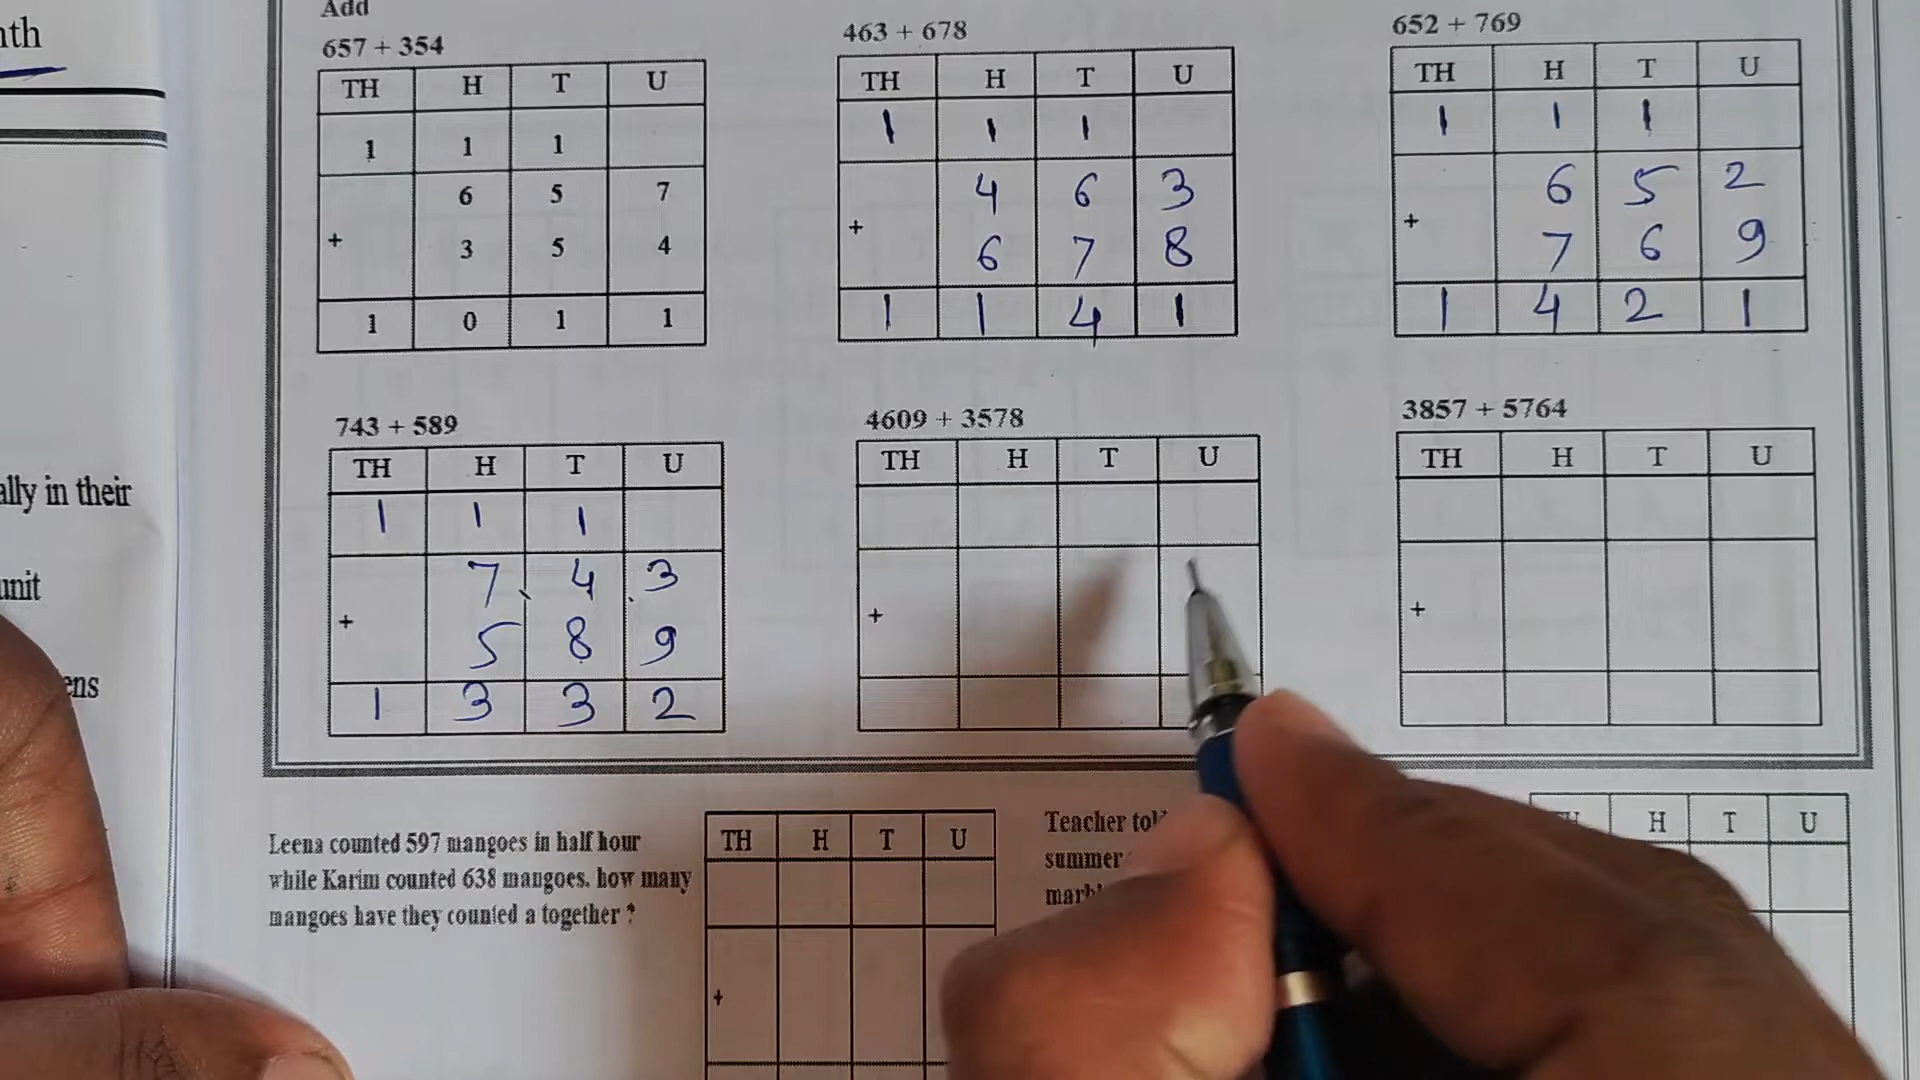 nth
ally in their
unit
ens
Add
657 + 354
TH H T U
1 1 1
6 5 7
+ 3 5 4
1 0 1 1
463 + 678
TH H T U
1 1 1
4 6 3
+ 6 7 8
1 1 4 1
652 + 769
TH H T U
1 1 1
6 5 2
+ 7 6 9
1 4 2 1
743 + 589
TH H T U
1 1 1
7 4 3
+ 5 8 9
1 3 3 2
4609 + 3578
TH H T U
+
3857 + 5764
TH H T U
+
Leena counted 597 mangoes in half hour
while Karim counted 638 mangoes. how many
mangoes have they counted a together ?
TH H T U
+
Teacher tol
summer
marb
H T U